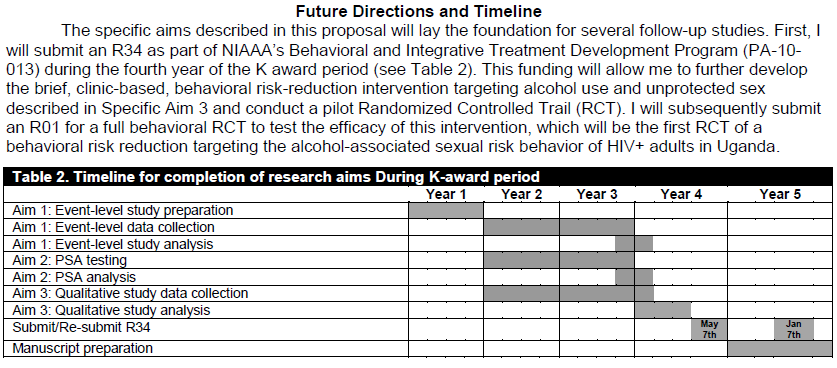 Future Directions and Timeline
The specific aims described in this proposal will lay the foundation for several follow-up studies. First, I
will submit an R34 as part of NIAAA's Behavioral and Integrative Treatment Development Program (PA-10-
013) during the fourth year of the K award period (see Table 2). This funding will allow me to further develop
the brief, clinic-based, behavioral risk-reduction intervention targeting alcohol use and unprotected sex
described in Specific Aim 3 and conduct a pilot Randomized Controlled Trail (RCT). I will subsequently submit
an R01 for a full behavioral RCT to test the efficacy of this intervention, which will be the first RCT of a
behavioral risk reduction targeting the alcohol-associated sexual risk behavior of HIV+ adults in Uganda.
Table 2. Timeline for completion of research aims During K-award period
Year 1 Year 2 Year 3 Year 4 Year 5
Aim 1: Event-level study preparation
Aim 1: Event-level data collection
Aim 1: Event-level study analysis
Aim 2: PSA testing
Aim 2: PSA analysis
Aim 3: Qualitative study data collection
Aim 3: Qualitative study analysis
Submit/Re-submit R34 May 7th Jan 7th
Manuscript preparation